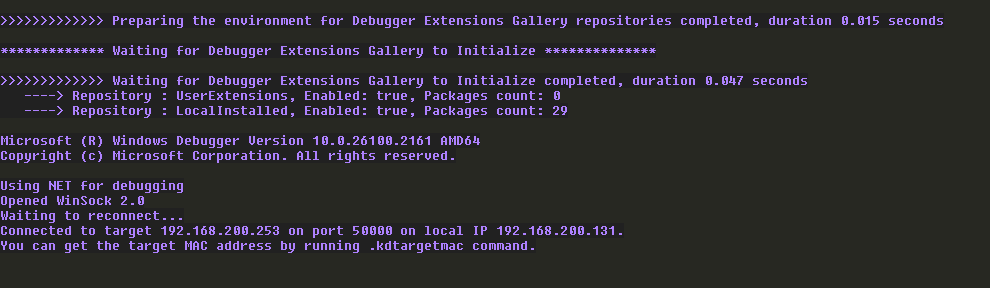 >>>>>>>>>>>>> Preparing the environment for Debugger Extensions Gallery repositories completed, duration 0.015 seconds
************* Waiting for Debugger Extensions Gallery to Initialize **************
>>>>>>>>>>>>> Waiting for Debugger Extensions Gallery to Initialize completed, duration 0.047 seconds
----> Repository : UserExtensions, Enabled: true, Packages count: 0
----> Repository : LocalInstalled, Enabled: true, Packages count: 29
Microsoft (R) Windows Debugger Version 10.0.26100.2161 AMD64
Copyright (c) Microsoft Corporation. All rights reserved.
Using NET for debugging
Opened WinSock 2.0
Waiting to reconnect...
Connected to target 192.168.200.253 on port 50000 on local IP 192.168.200.131.
You can get the target MAC address by running .kdtargetmac command.